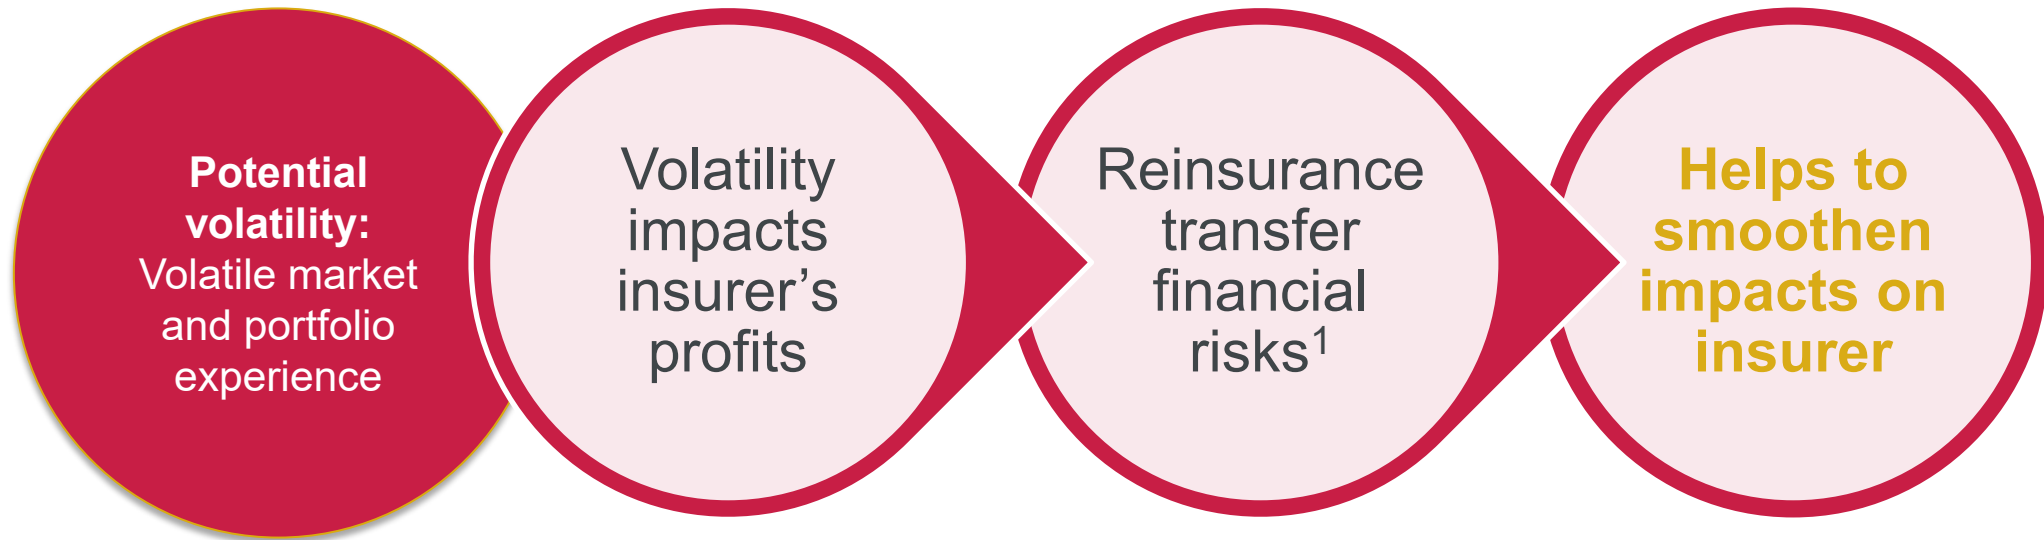 Potential
volatility:
Volatile market
and portfolio
experience
Volatility
impacts
insurer’s
profits
Reinsurance
transfer
financial
risks¹
Helps to
smoothen
impacts on
insurer